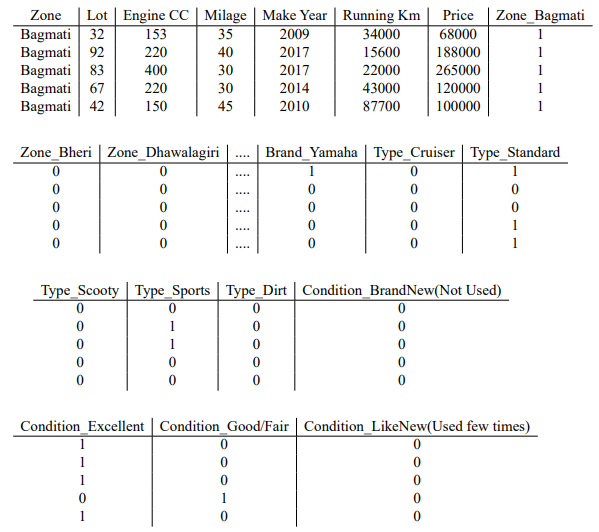 Zone Lot Engine CC Milage Make Year Running Km Price Zone_Bagmati
Bagmati 32 153 35 2009 34000 68000 1
Bagmati 92 220 40 2017 15600 188000 1
Bagmati 83 400 30 2017 22000 265000 1
Bagmati 67 220 30 2014 43000 120000 1
Bagmati 42 150 45 2010 87700 100000 1
Zone_Bheri Zone_Dhawalagiri .... Brand_Yamaha Type_Cruiser Type_Standard
0 0 .... 1 0 1
0 0 .... 0 0 0
0 0 .... 0 0 0
0 0 .... 0 0 1
0 0 .... 0 0 1
Type_Scooty Type_Sports Type_Dirt Condition_BrandNew(Not Used)
0 0 0 0
0 1 0 0
0 1 0 0
0 0 0 0
0 0 0 0
Condition_Excellent Condition_Good/Fair Condition_LikeNew(Used few times)
1 0 0
1 0 0
1 0 0
0 1 0
1 0 0